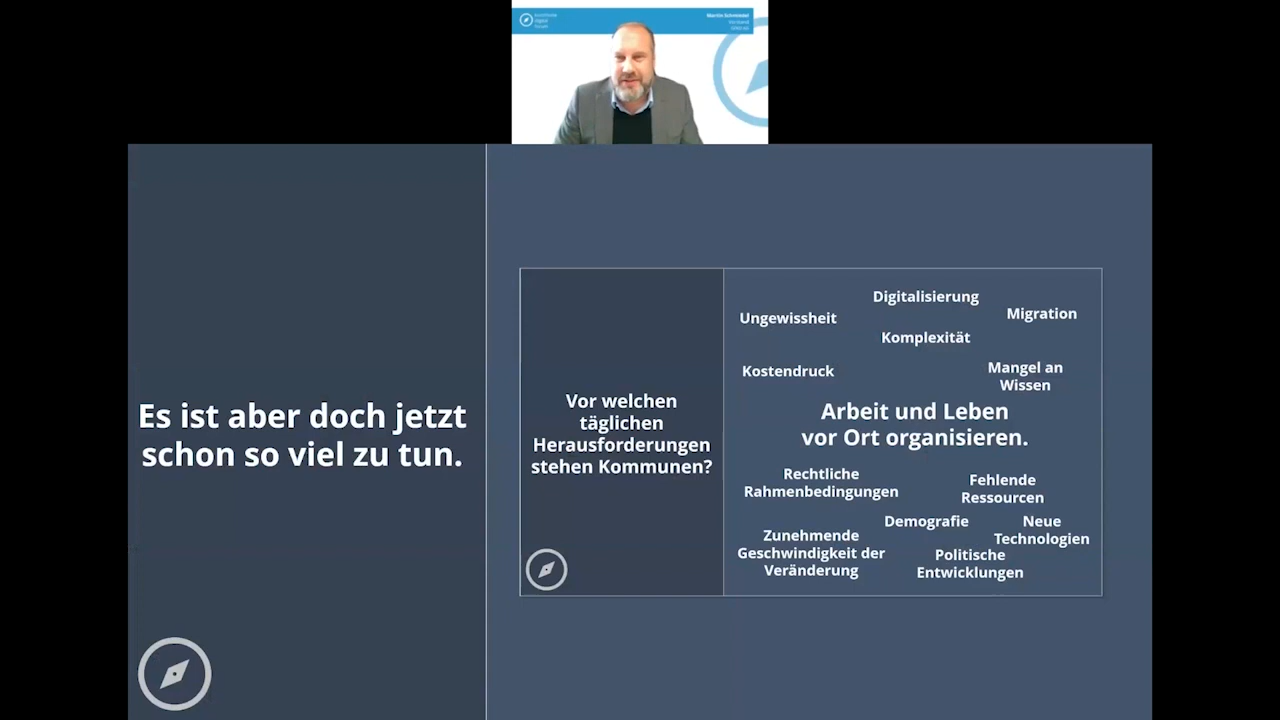 Es ist aber doch jetzt
schon so viel zu tun.
Vor welchen
täglichen
Herausforderungen
stehen Kommunen?
Digitalisierung
Ungewissheit
Migration
Komplexität
Kostendruck
Mangel an
Wissen
Arbeit und Leben
vor Ort organisieren.
Rechtliche
Rahmenbedingungen
Fehlende
Ressourcen
Demografie
Neue
Technologien
Zunehmende
Geschwindigkeit der
Veränderung
Politische
Entwicklungen